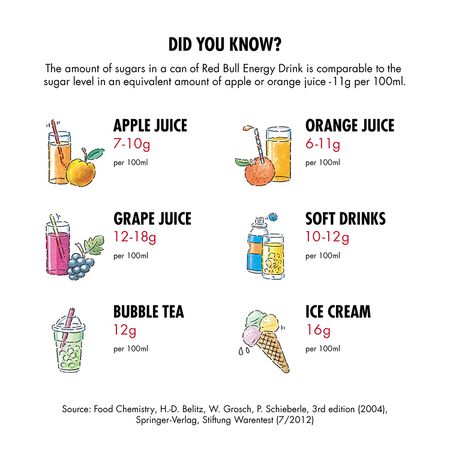 DID YOU KNOW?
The amount of sugars in a can of Red Bull Energy Drink is comparable to the
sugar level in an equivalent amount of apple or orange juice -11g per 100ml.
APPLE JUICE
7-10g
per 100ml
ORANGE JUICE
6-11g
per 100ml
GRAPE JUICE
12-18g
per 100ml
SOFT DRINKS
10-12g
per 100ml
BUBBLE TEA
12g
per 100ml
ICE CREAM
16g
per 100ml
Source: Food Chemistry, H.-D. Belitz, W. Grosch, P. Schieberle, 3rd edition (2004),
Springer-Verlag, Stiftung Warentest (7/2012)